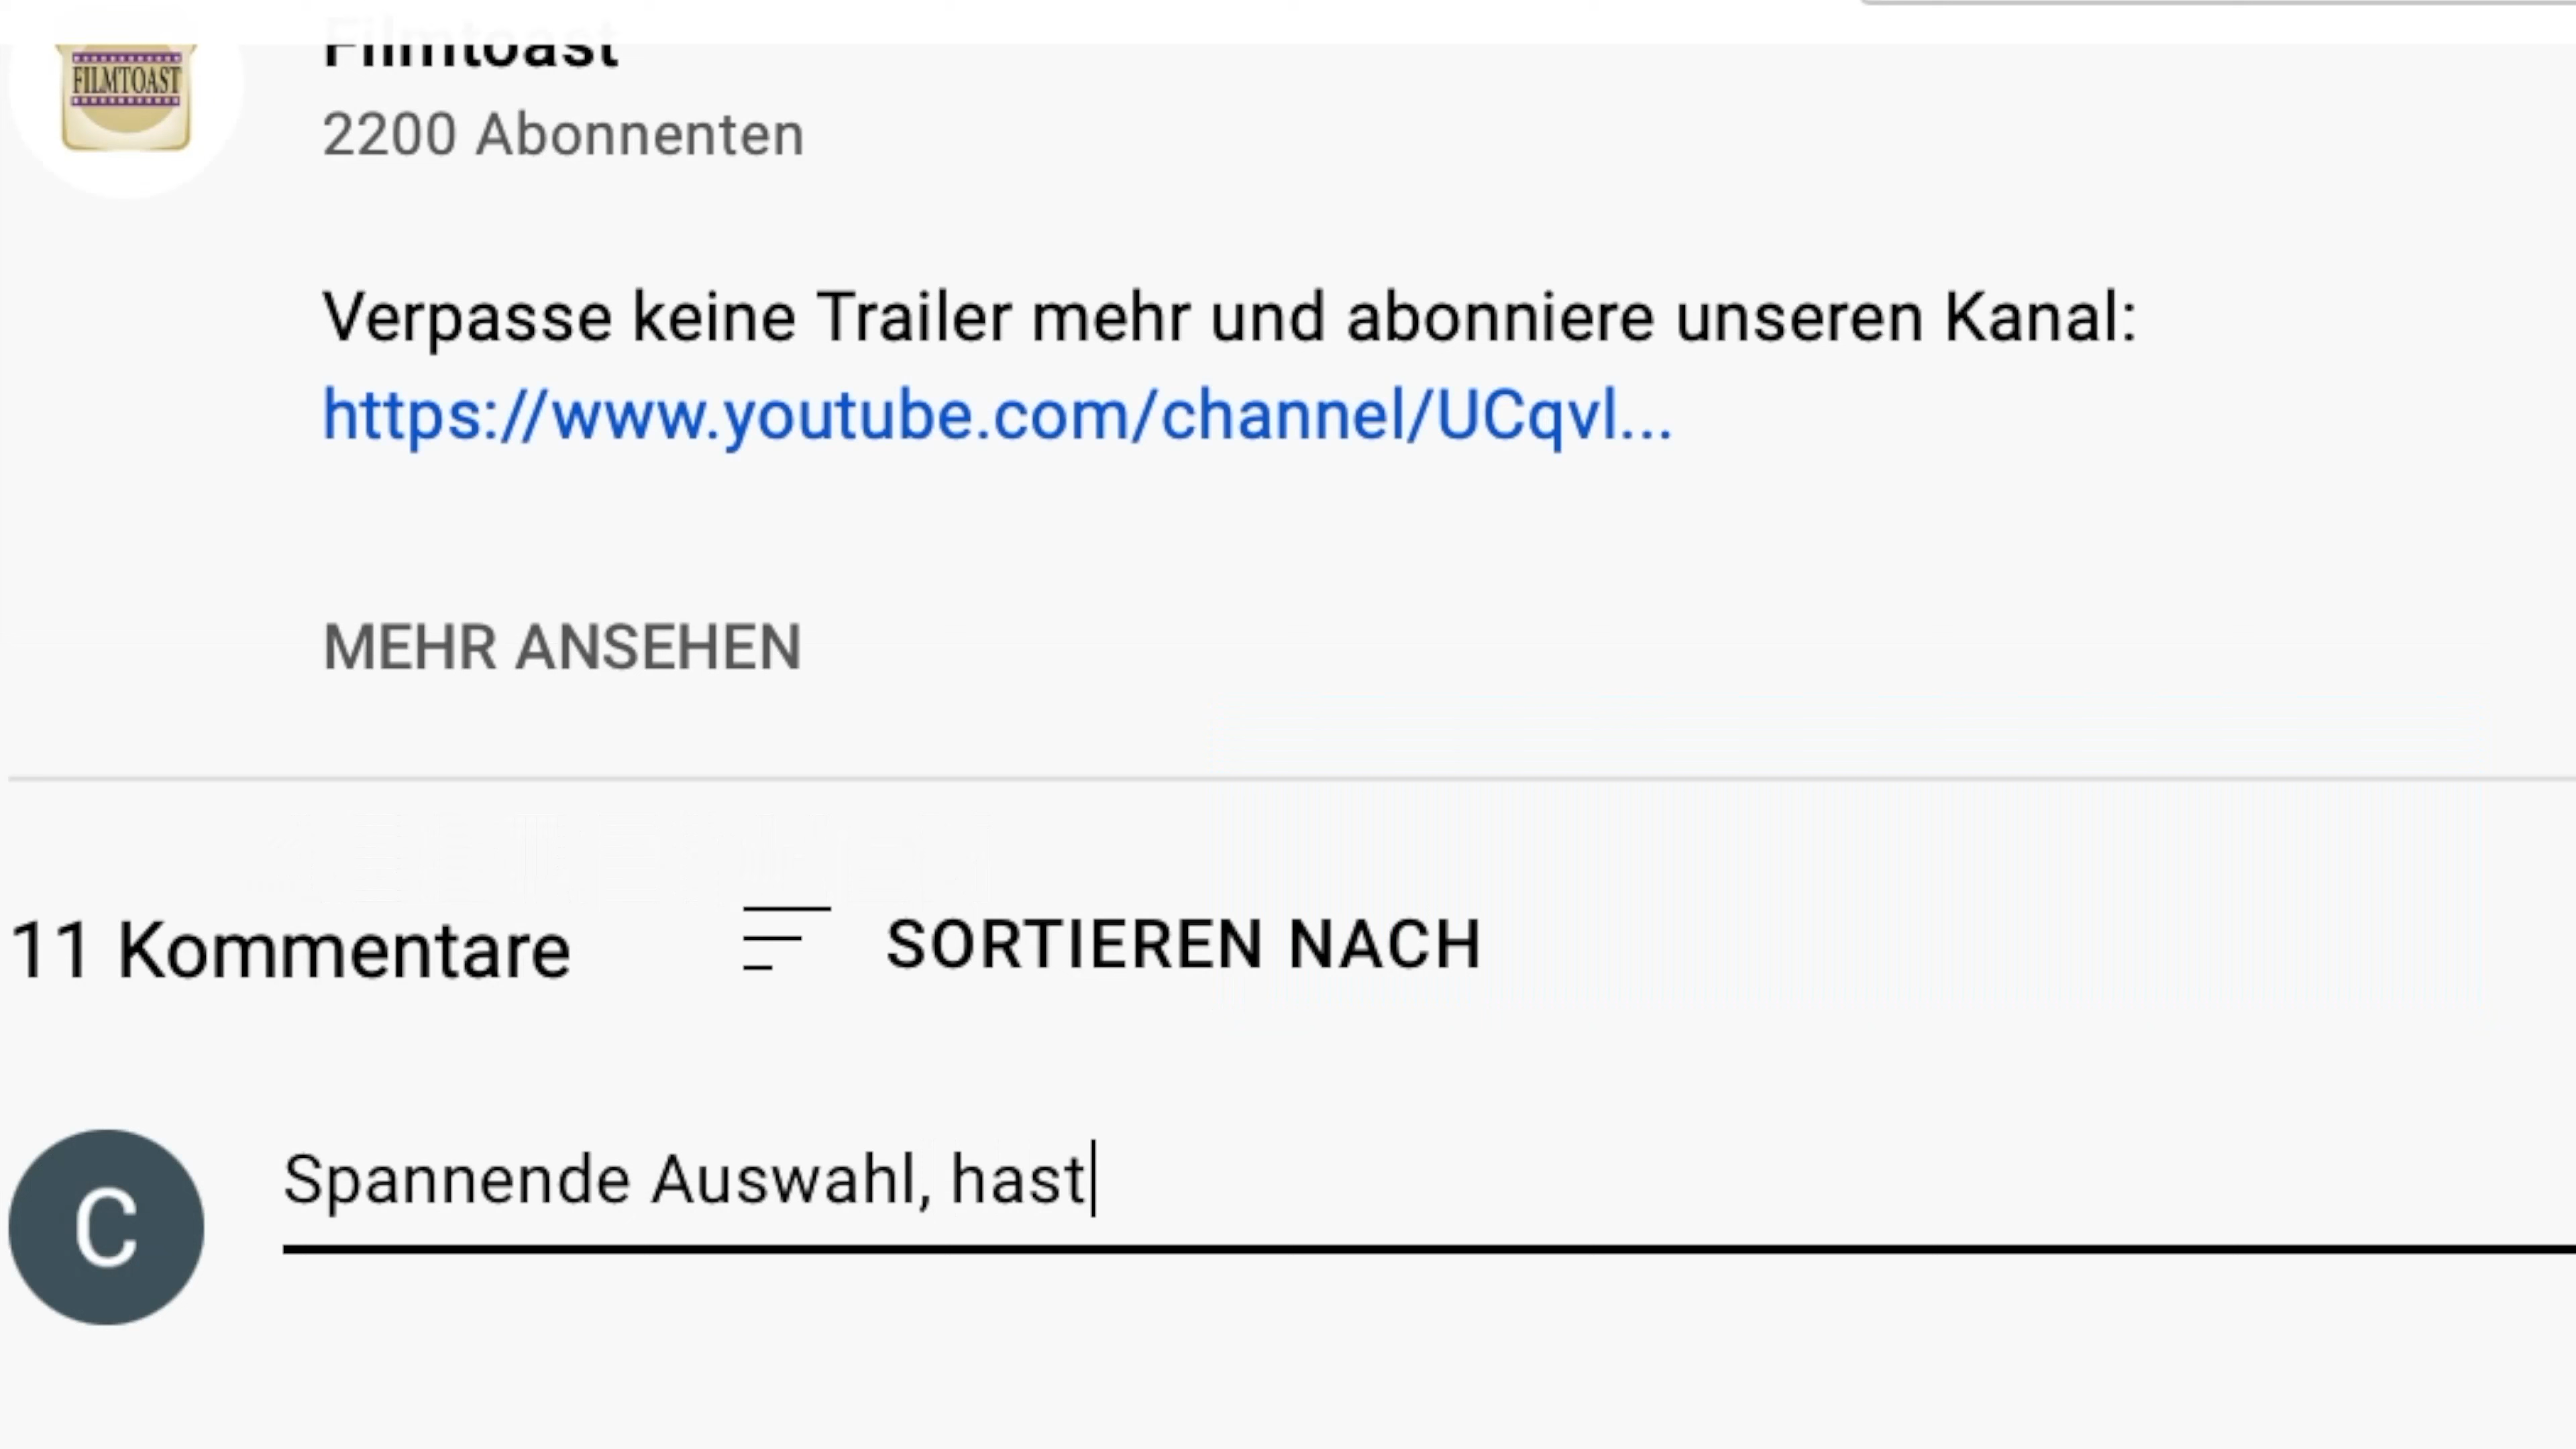 Filmtoast
FILMTOAST
2200 Abonnenten
Verpasse keine Trailer mehr und abonniere unseren Kanal:
https://www.youtube.com/channel/UCqvl...
MEHR ANSEHEN
11 Kommentare
SORTIEREN NACH
C
Spannende Auswahl, hast